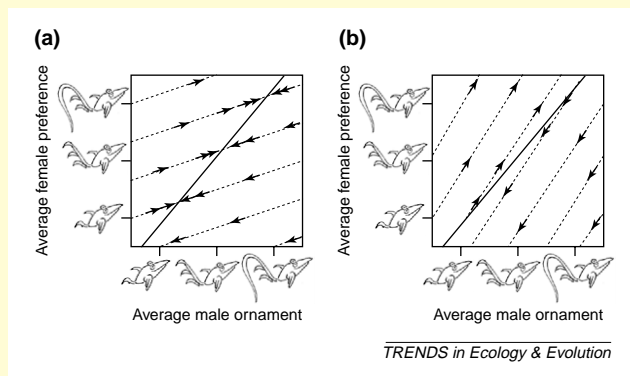 (a)
Average female preference
Average male ornament
(b)
Average female preference
Average male ornament
TRENDS in Ecology & Evolution